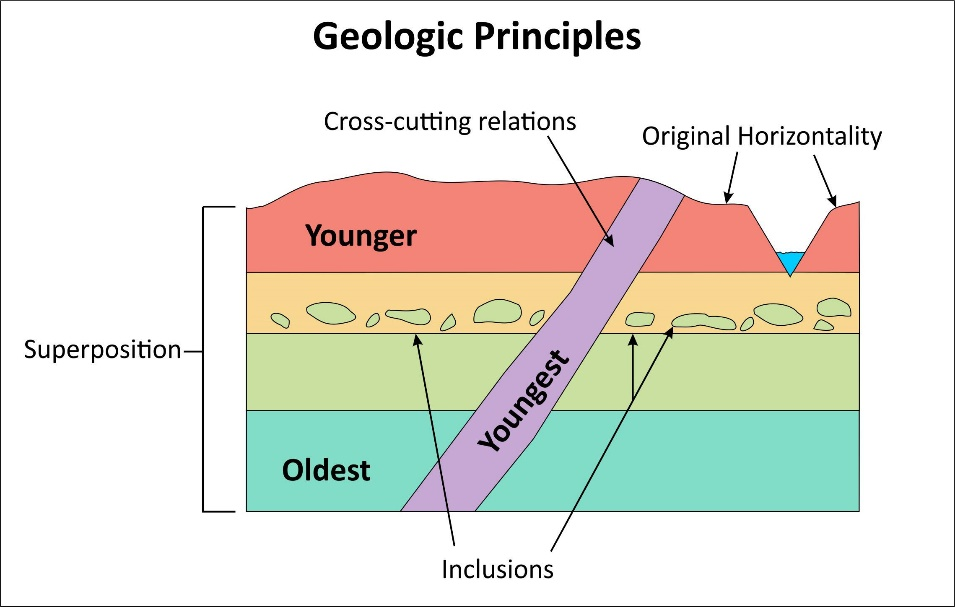 Geologic Principles
Cross-cutting relations
Original Horizontality
Younger
Superposition
Youngest
Oldest
Inclusions